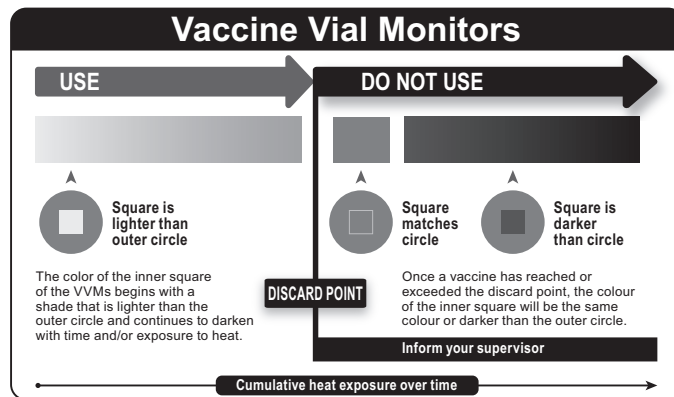 Vaccine Vial Monitors
USE
DO NOT USE
Square is
lighter than
outer circle
Square
matches
circle
Square is
darker
than circle
The color of the inner square
of the VVMs begins with a
shade that is lighter than the
outer circle and continues to darken
with time and/or exposure to heat.
DISCARD POINT
Once a vaccine has reached or
exceeded the discard point, the colour
of the inner square will be the same
colour or darker than the outer circle.
Inform your supervisor
Cumulative heat exposure over time